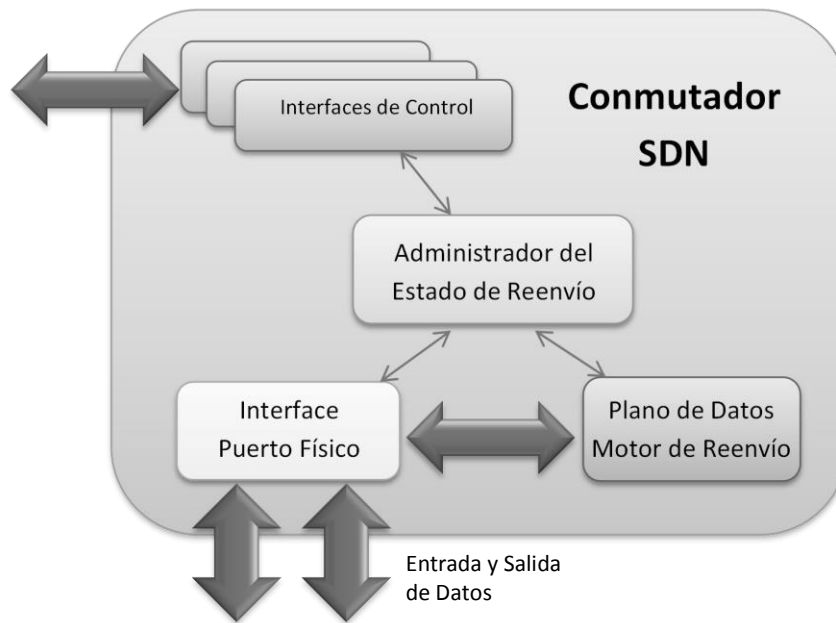 Interfaces de Control
Conmutador
SDN
Administrador del
Estado de Reenvío
Interface
Puerto Físico
Plano de Datos
Motor de Reenvío
Entrada y Salida
de Datos